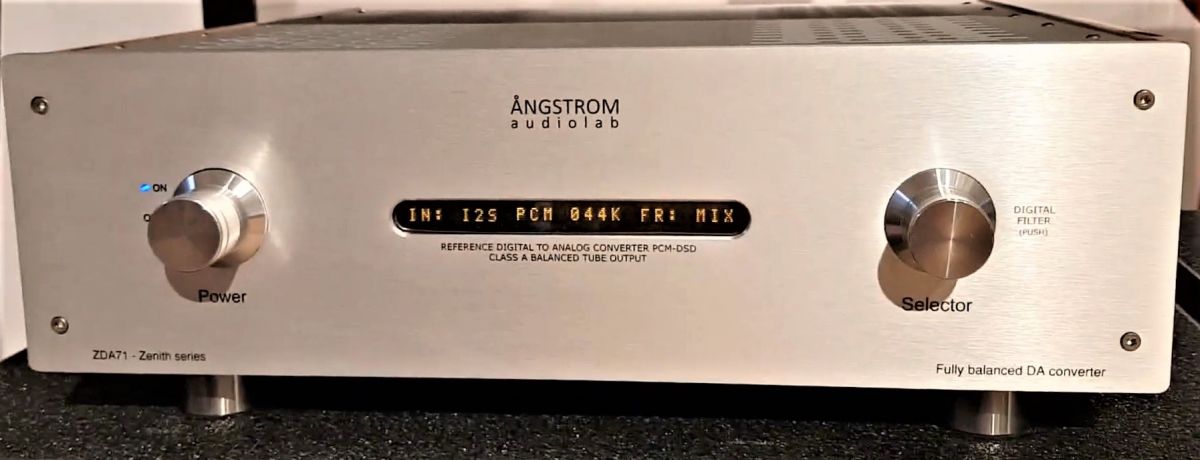 ÅNGSTROM
audiolab
ON
IN: I2S PCM 044K FR: MIX
REFERENCE DIGITAL TO ANALOG CONVERTER PCM-DSD
CLASS A BALANCED TUBE OUTPUT
DIGITAL
FILTER
(PUSH)
Power
Selector
ZDA71 - Zenith series
Fully balanced DA converter